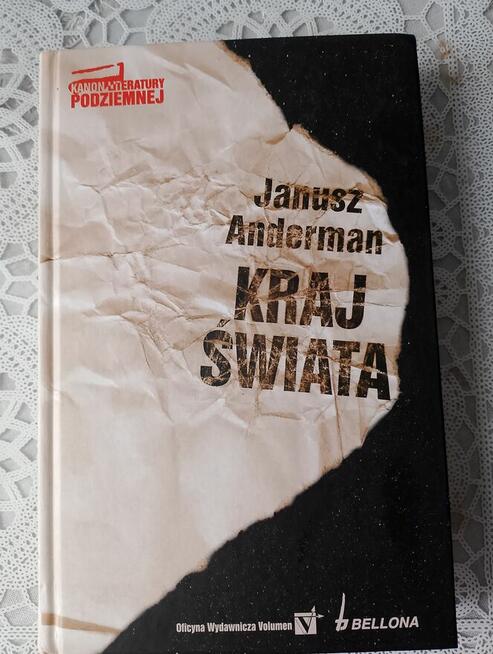 KANON LITERATURY
PODZIEMNEJ
Janusz
Anderman
KRAJ
ŚWIATA
Oficyna Wydawnicza Volumen V b BELLONA